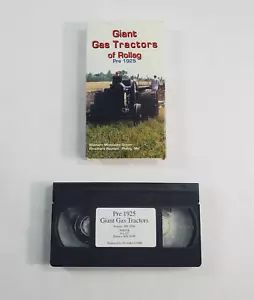 Giant
Gas Tractors
of Rollag
Pre 1925
Western Minnesota Steam
Threshers Reunion - Rollag, MN
Pre 1925
Giant Gas Tractors